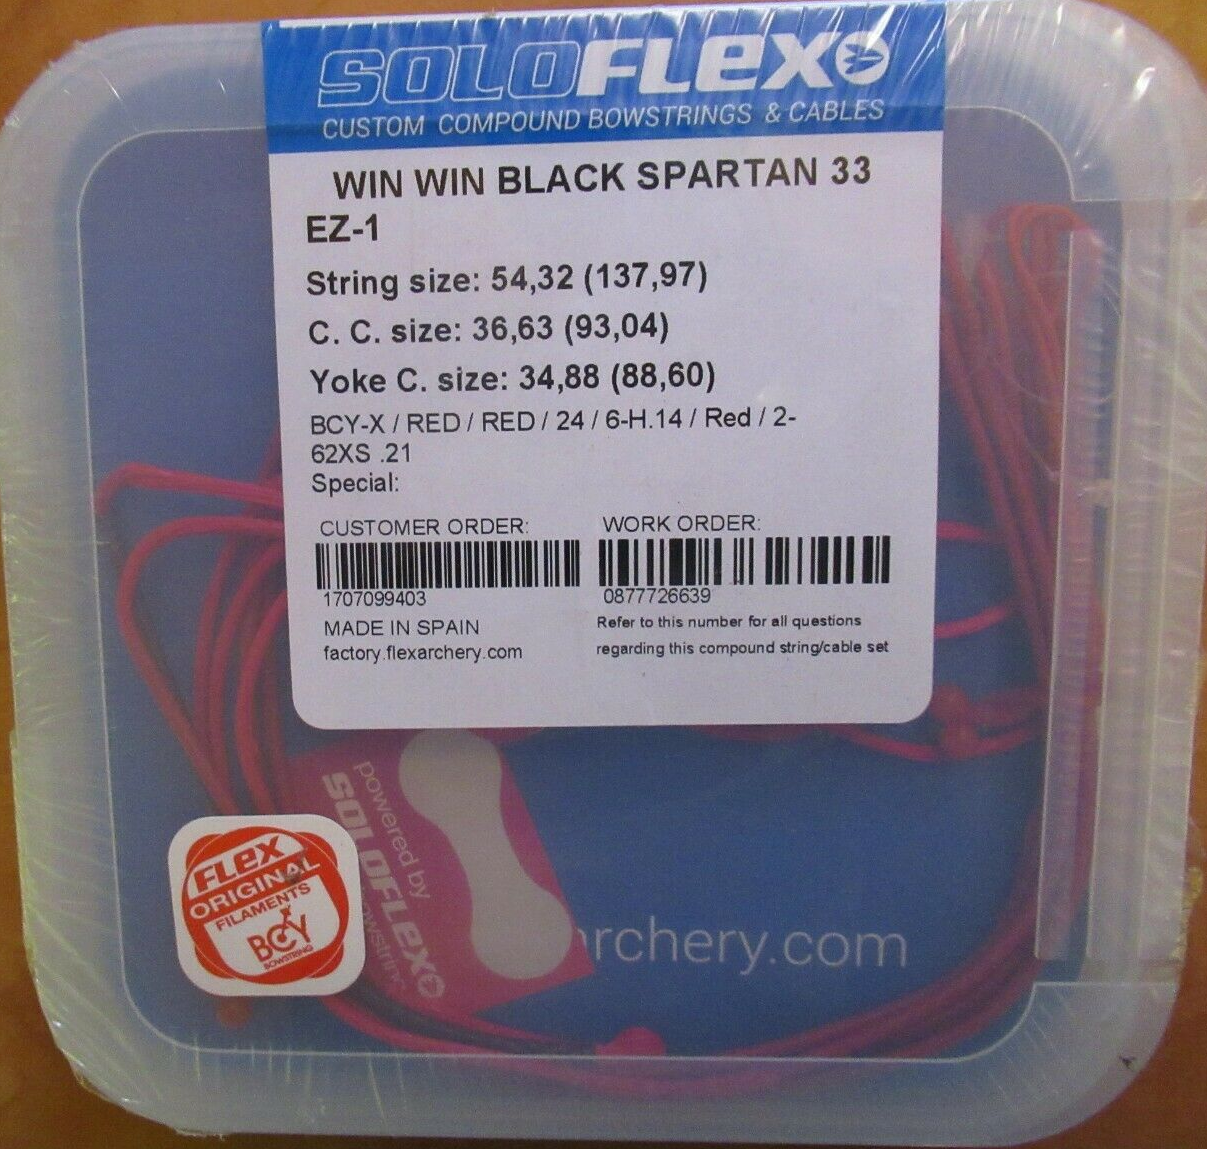 SOLOFLEX
CUSTOM COMPOUND BOWSTRINGS & CABLES
WIN WIN BLACK SPARTAN 33
EZ-1
String size: 54,32 (137,97)
C. C. size: 36,63 (93,04)
Yoke C. size: 34,88 (88,60)
BCY-X / RED / RED / 24 / 6-H.14 / Red / 2-
62XS .21
Special:
CUSTOMER ORDER:
1707099403
WORK ORDER:
0877726639
MADE IN SPAIN
factory.flexarchery.com
Refer to this number for all questions
regarding this compound string/cable set
powered by
SOLOFLEX
FLEX
ORIGINAL
FILAMENTS
BCY
BOWSTRING
rchery.com